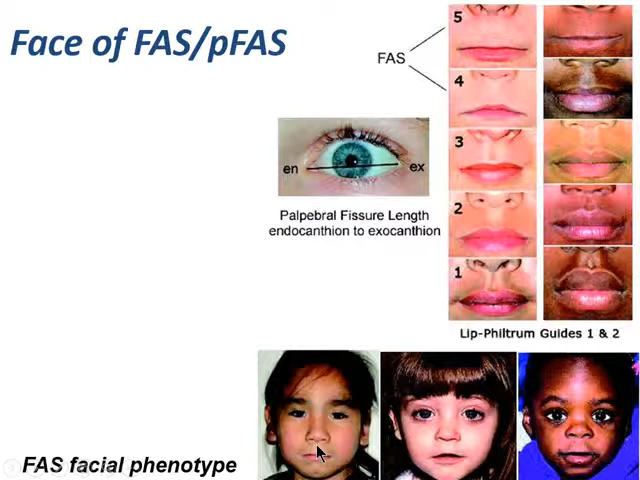 Face of FAS/pFAS
5
FAS
4
3
en
ex
Palpebral Fissure Length
endocanthion to exocanthion
2
1
Lip-Philtrum Guides 1 & 2
FAS facial phenotype